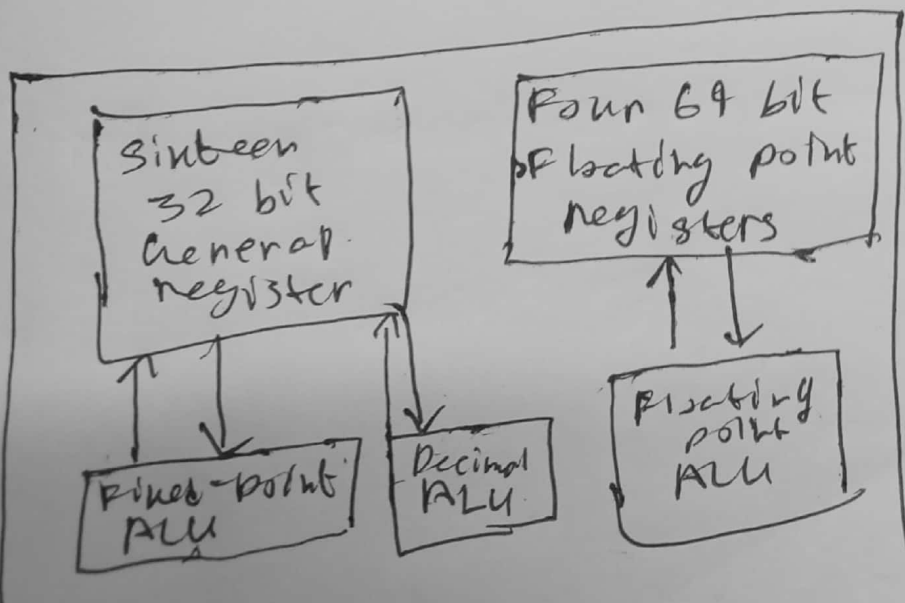 Sixteen
32 bit
General
register
Four 64 bit
Floating point
registers
Fixed-point
ALU
Decimal
ALU
Floating
point
ALU